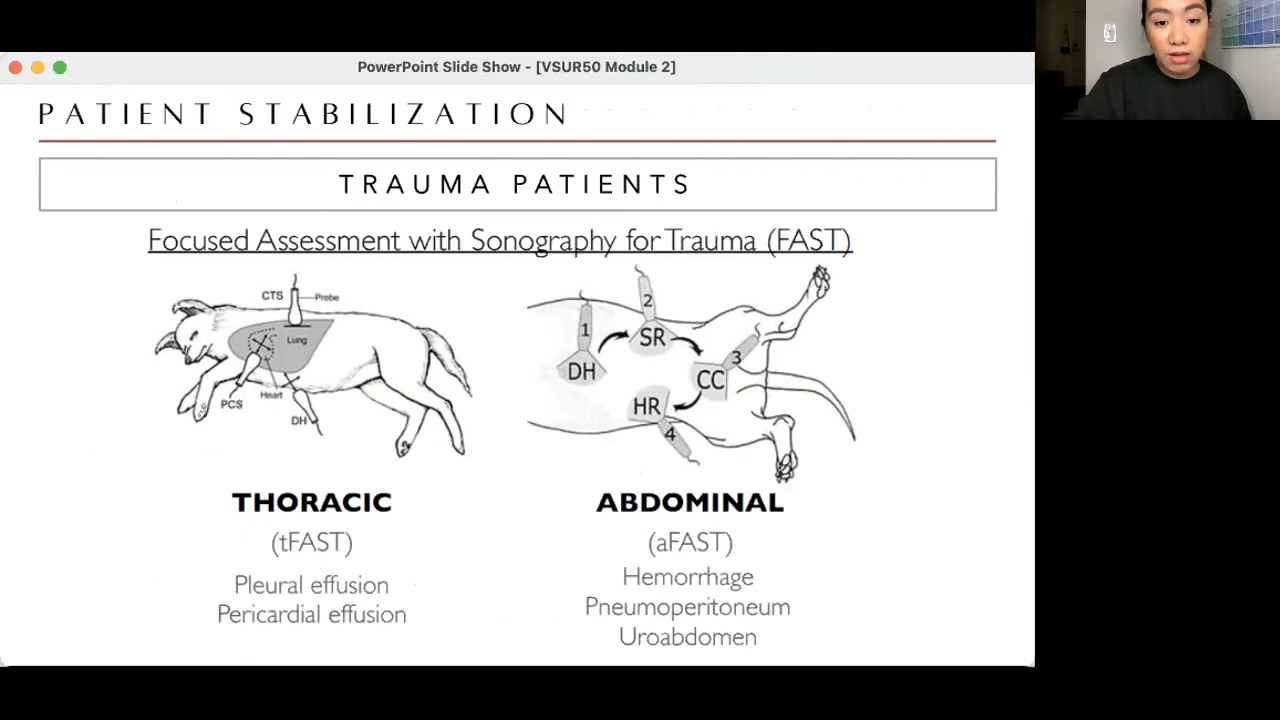 PowerPoint Slide Show - [VSUR50 Module 2]
PATIENT STABILIZATION
TRAUMA PATIENTS
Focused Assessment with Sonography for Trauma (FAST)
CTS
Probe
Lung
Heart
PCS
DH
1
DH
2
SR
3
CC
HR
4
THORACIC
(tFAST)
Pleural effusion
Pericardial effusion
ABDOMINAL
(aFAST)
Hemorrhage
Pneumoperitoneum
Uroabdomen